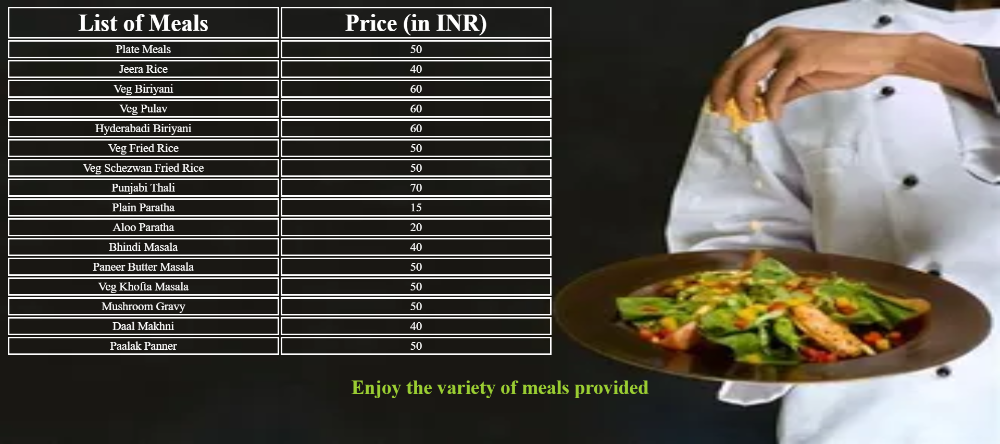 List of Meals Price (in INR)
Plate Meals 50
Jeera Rice 40
Veg Biriyani 60
Veg Pulav 60
Hyderabadi Biriyani 60
Veg Fried Rice 50
Veg Schezwan Fried Rice 50
Punjabi Thali 70
Plain Paratha 15
Aloo Paratha 20
Bhindi Masala 40
Paneer Butter Masala 50
Veg Khofta Masala 50
Mushroom Gravy 50
Daal Makhni 40
Paalak Panner 50
Enjoy the variety of meals provided